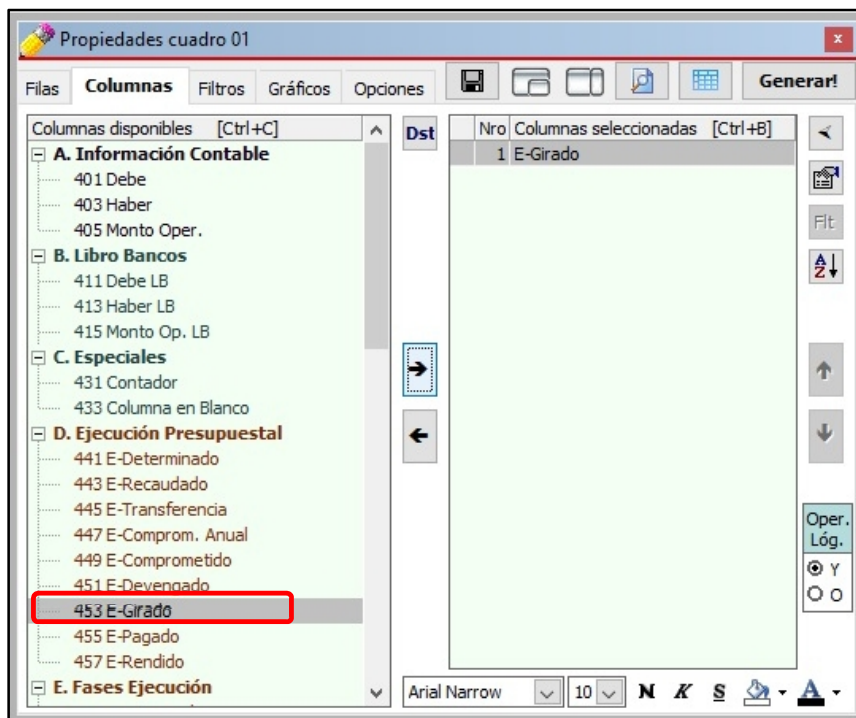 Propiedades cuadro 01
x
Filas Columnas Filtros Gráficos Opciones Generar!
Columnas disponibles [Ctrl+C]
A. Información Contable
401 Debe
403 Haber
405 Monto Oper.
B. Libro Bancos
411 Debe LB
413 Haber LB
415 Monto Op. LB
C. Especiales
431 Contador
433 Columna en Blanco
D. Ejecución Presupuestal
441 E-Determinado
443 E-Recaudado
445 E-Transferencia
447 E-Comprom. Anual
449 E-Comprometido
451 E-Devengado
453 E-Girado
455 E-Pagado
457 E-Rendido
E. Fases Ejecución
Dst
Nro Columnas seleccionadas [Ctrl+B]
1 E-Girado
Flt
A
Z
Oper.
Lóg.
Y
O
Arial Narrow 10 N K S A